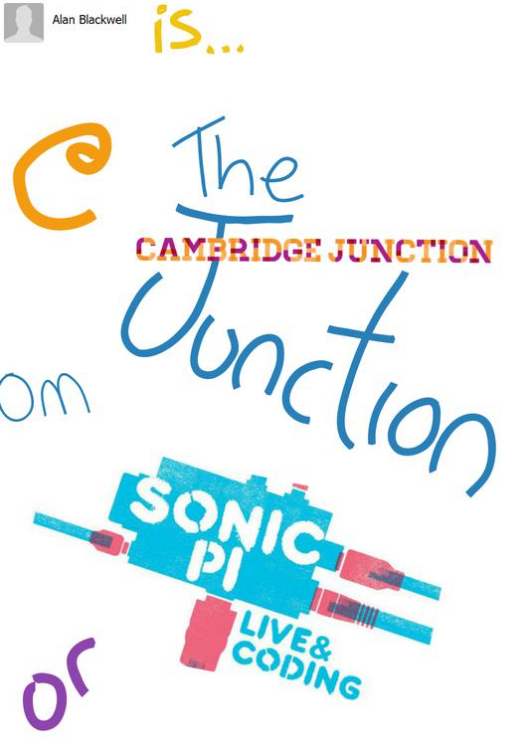 Alan Blackwell
is...
C
The
CAMBRIDGE JUNCTION
Junction
om
SONIC
PI
LIVE&
CODING
or